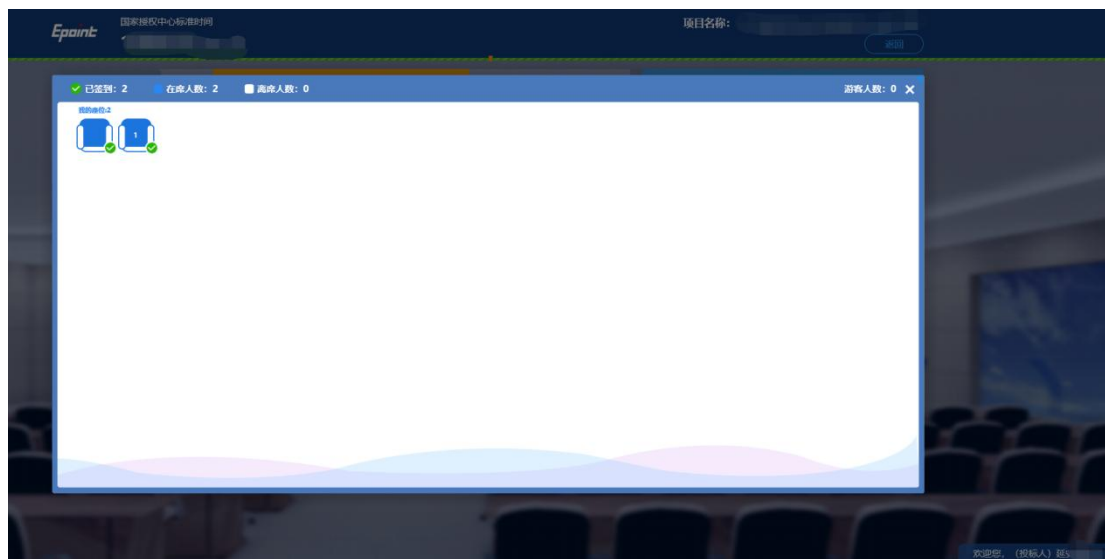 Epoint
国家授权中心标准时间
项目名称：
返回
已签到：2 在席人数：2 离席人数：0 游客人数：0
我的座位:2
1
欢迎您，（投标人）延